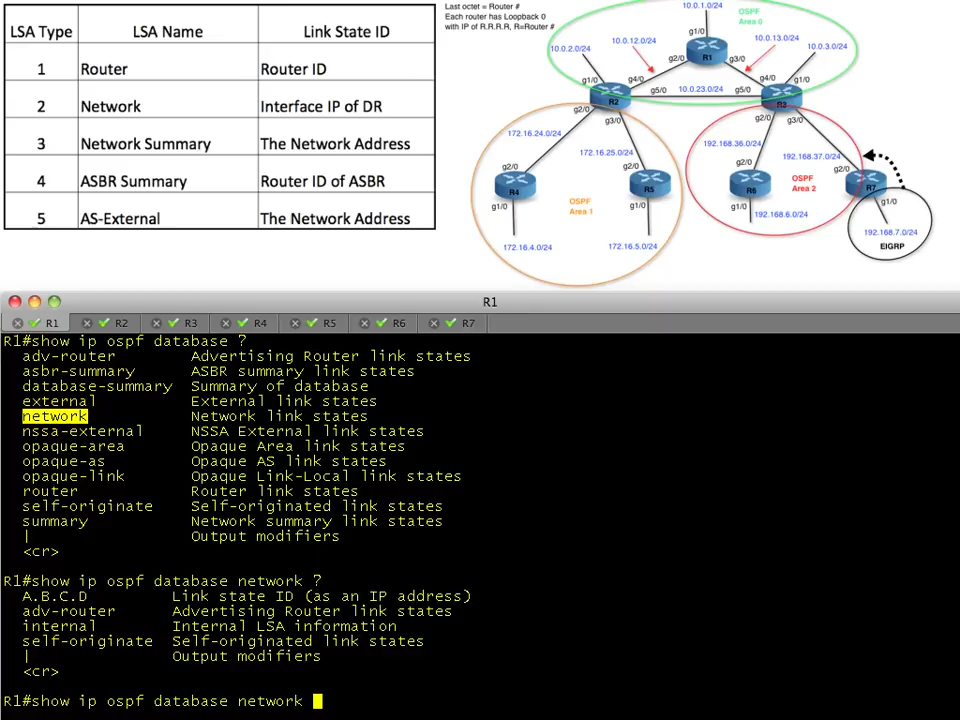 LSA Type LSA Name Link State ID
1 Router Router ID
2 Network Interface IP of DR
3 Network Summary The Network Address
4 ASBR Summary Router ID of ASBR
5 AS-External The Network Address
Last octet = Router #
Each router has Loopback 0
with IP of R.R.R.R, R=Router #
10.0.1.0/24
OSPF
Area 0
g1/0
10.0.2.0/24
10.0.12.0/24
10.0.13.0/24
10.0.3.0/24
R1
g2/0
g3/0
g1/0
g4/0
g4/0
g1/0
g5/0
10.0.23.0/24
g5/0
R2
R3
g2/0
g3/0
g2/0
g3/0
172.16.24.0/24
172.16.25.0/24
192.168.36.0/24
192.168.37.0/24
g2/0
g2/0
g2/0
g2/0
R4
R5
R6
OSPF
Area 2
R7
g1/0
OSPF
Area 1
g1/0
g1/0
g1/0
172.16.4.0/24
172.16.5.0/24
192.168.6.0/24
192.168.7.0/24
EIGRP
R1
R1 R2 R3 R4 R5 R6 R7
R1#show ip ospf database ?
adv-router Advertising Router link states
asbr-summary ASBR summary link states
database-summary Summary of database
external External link states
network Network link states
nssa-external NSSA External link states
opaque-area Opaque Area link states
opaque-as Opaque AS link states
opaque-link Opaque Link-Local link states
router Router link states
self-originate Self-originated link states
summary Network summary link states
| Output modifiers
<cr>
R1#show ip ospf database network ?
A.B.C.D Link state ID (as an IP address)
adv-router Advertising Router link states
internal Internal LSA information
self-originate Self-originated link states
| Output modifiers
<cr>
R1#show ip ospf database network